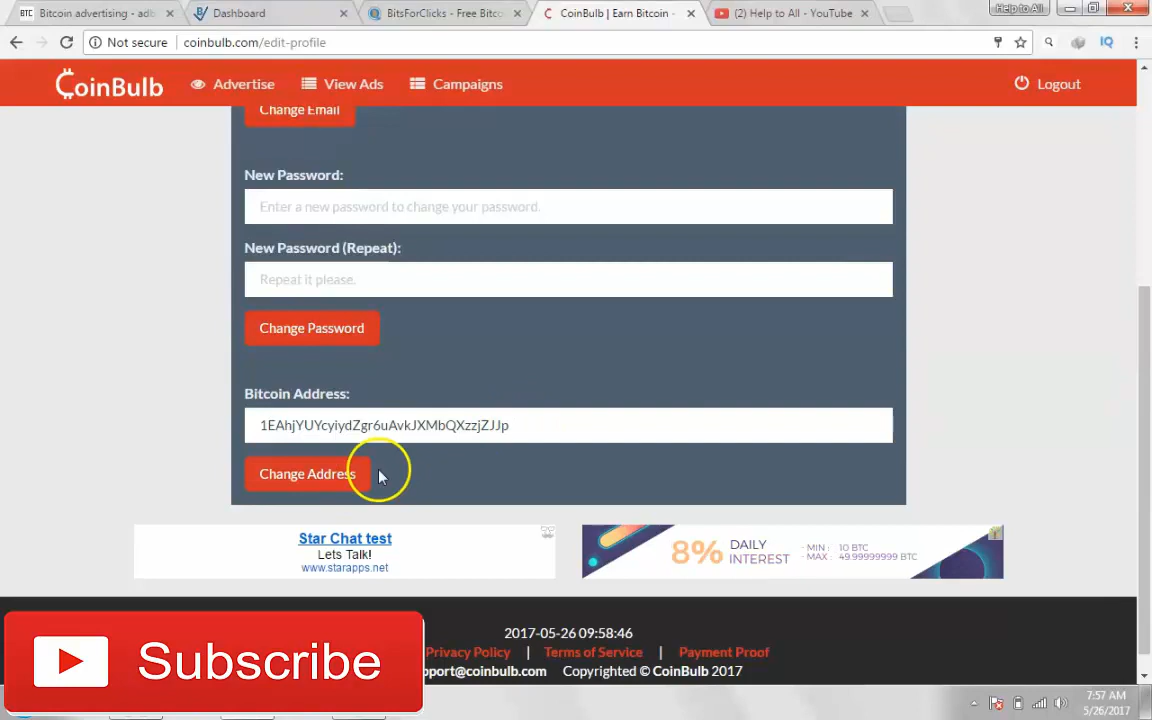 BTC Bitcoin advertising - adb
Dashboard
BitsForClicks - Free Bitco
CoinBulb | Earn Bitcoin -
(2) Help to All - YouTube
Help to All
Not secure | coinbulb.com/edit-profile
IQ
CoinBulb
Advertise
View Ads
Campaigns
Logout
Change Email
New Password:
Enter a new password to change your password.
New Password (Repeat):
Repeat it please.
Change Password
Bitcoin Address:
1EAhjYUYcyiydZgr6uAvkJXMbQXzzjZJJp
Change Address
Star Chat test
Lets Talk!
www.starapps.net
8% DAILY INTEREST
- MIN : 10 BTC
- MAX : 49.99999999 BTC
2017-05-26 09:58:46
Privacy Policy | Terms of Service | Payment Proof
pport@coinbulb.com Copyrighted © CoinBulb 2017
Subscribe
7:57 AM
5/26/2017